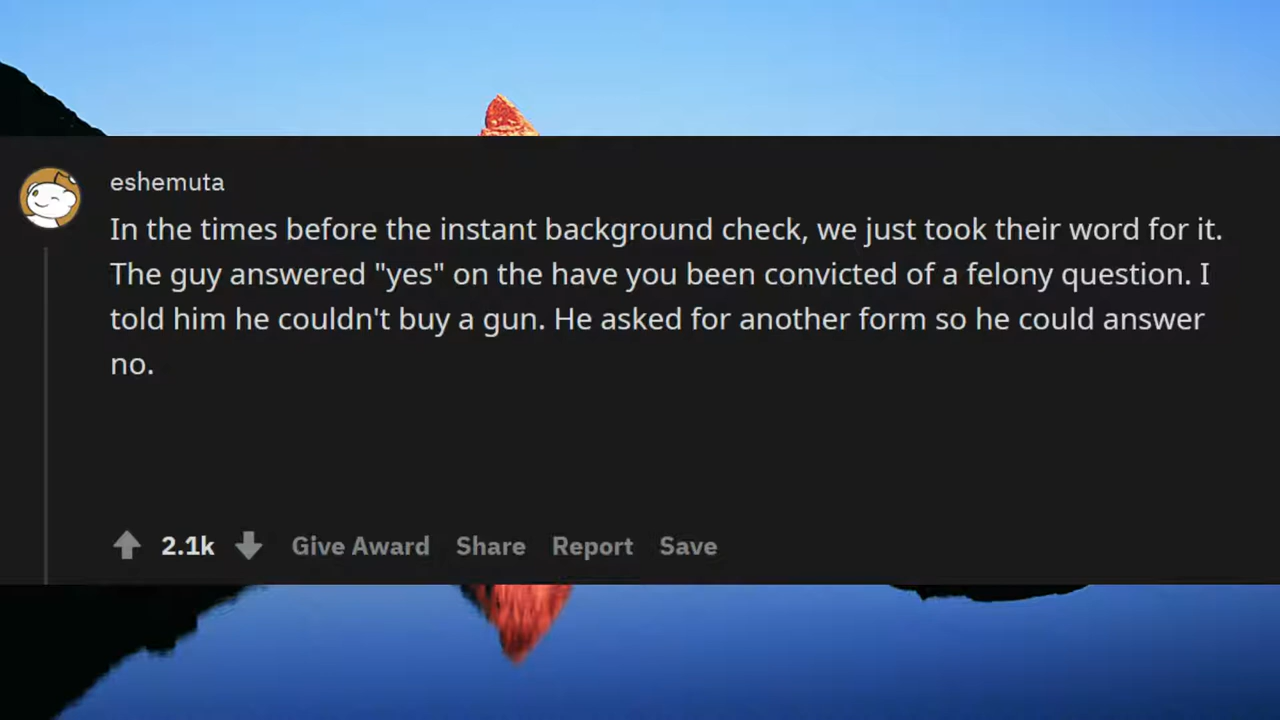 eshemuta
In the times before the instant background check, we just took their word for it.
The guy answered "yes" on the have you been convicted of a felony question. I
told him he couldn't buy a gun. He asked for another form so he could answer
no.
2.1k Give Award Share Report Save